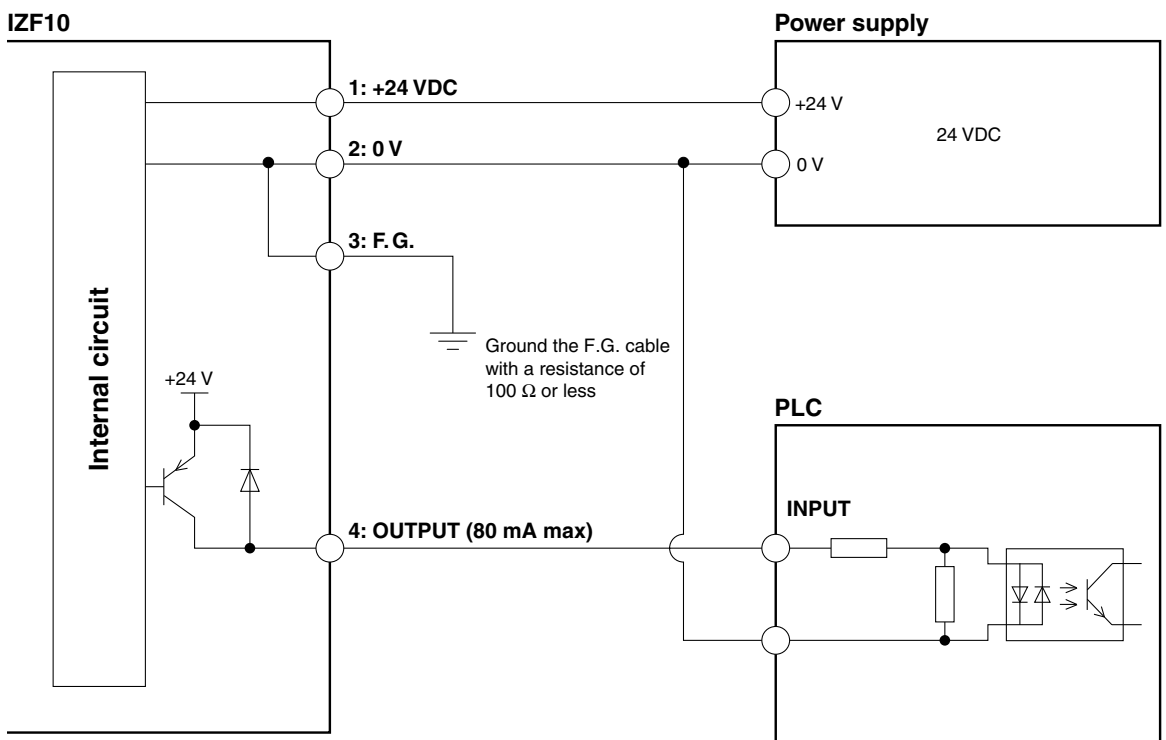 IZF10
Power supply
1: +24 VDC
+24 V
24 VDC
2: 0 V
0 V
3: F. G.
Internal circuit
Ground the F.G. cable
with a resistance of
100 Ω or less
+24 V
PLC
INPUT
4: OUTPUT (80 mA max)